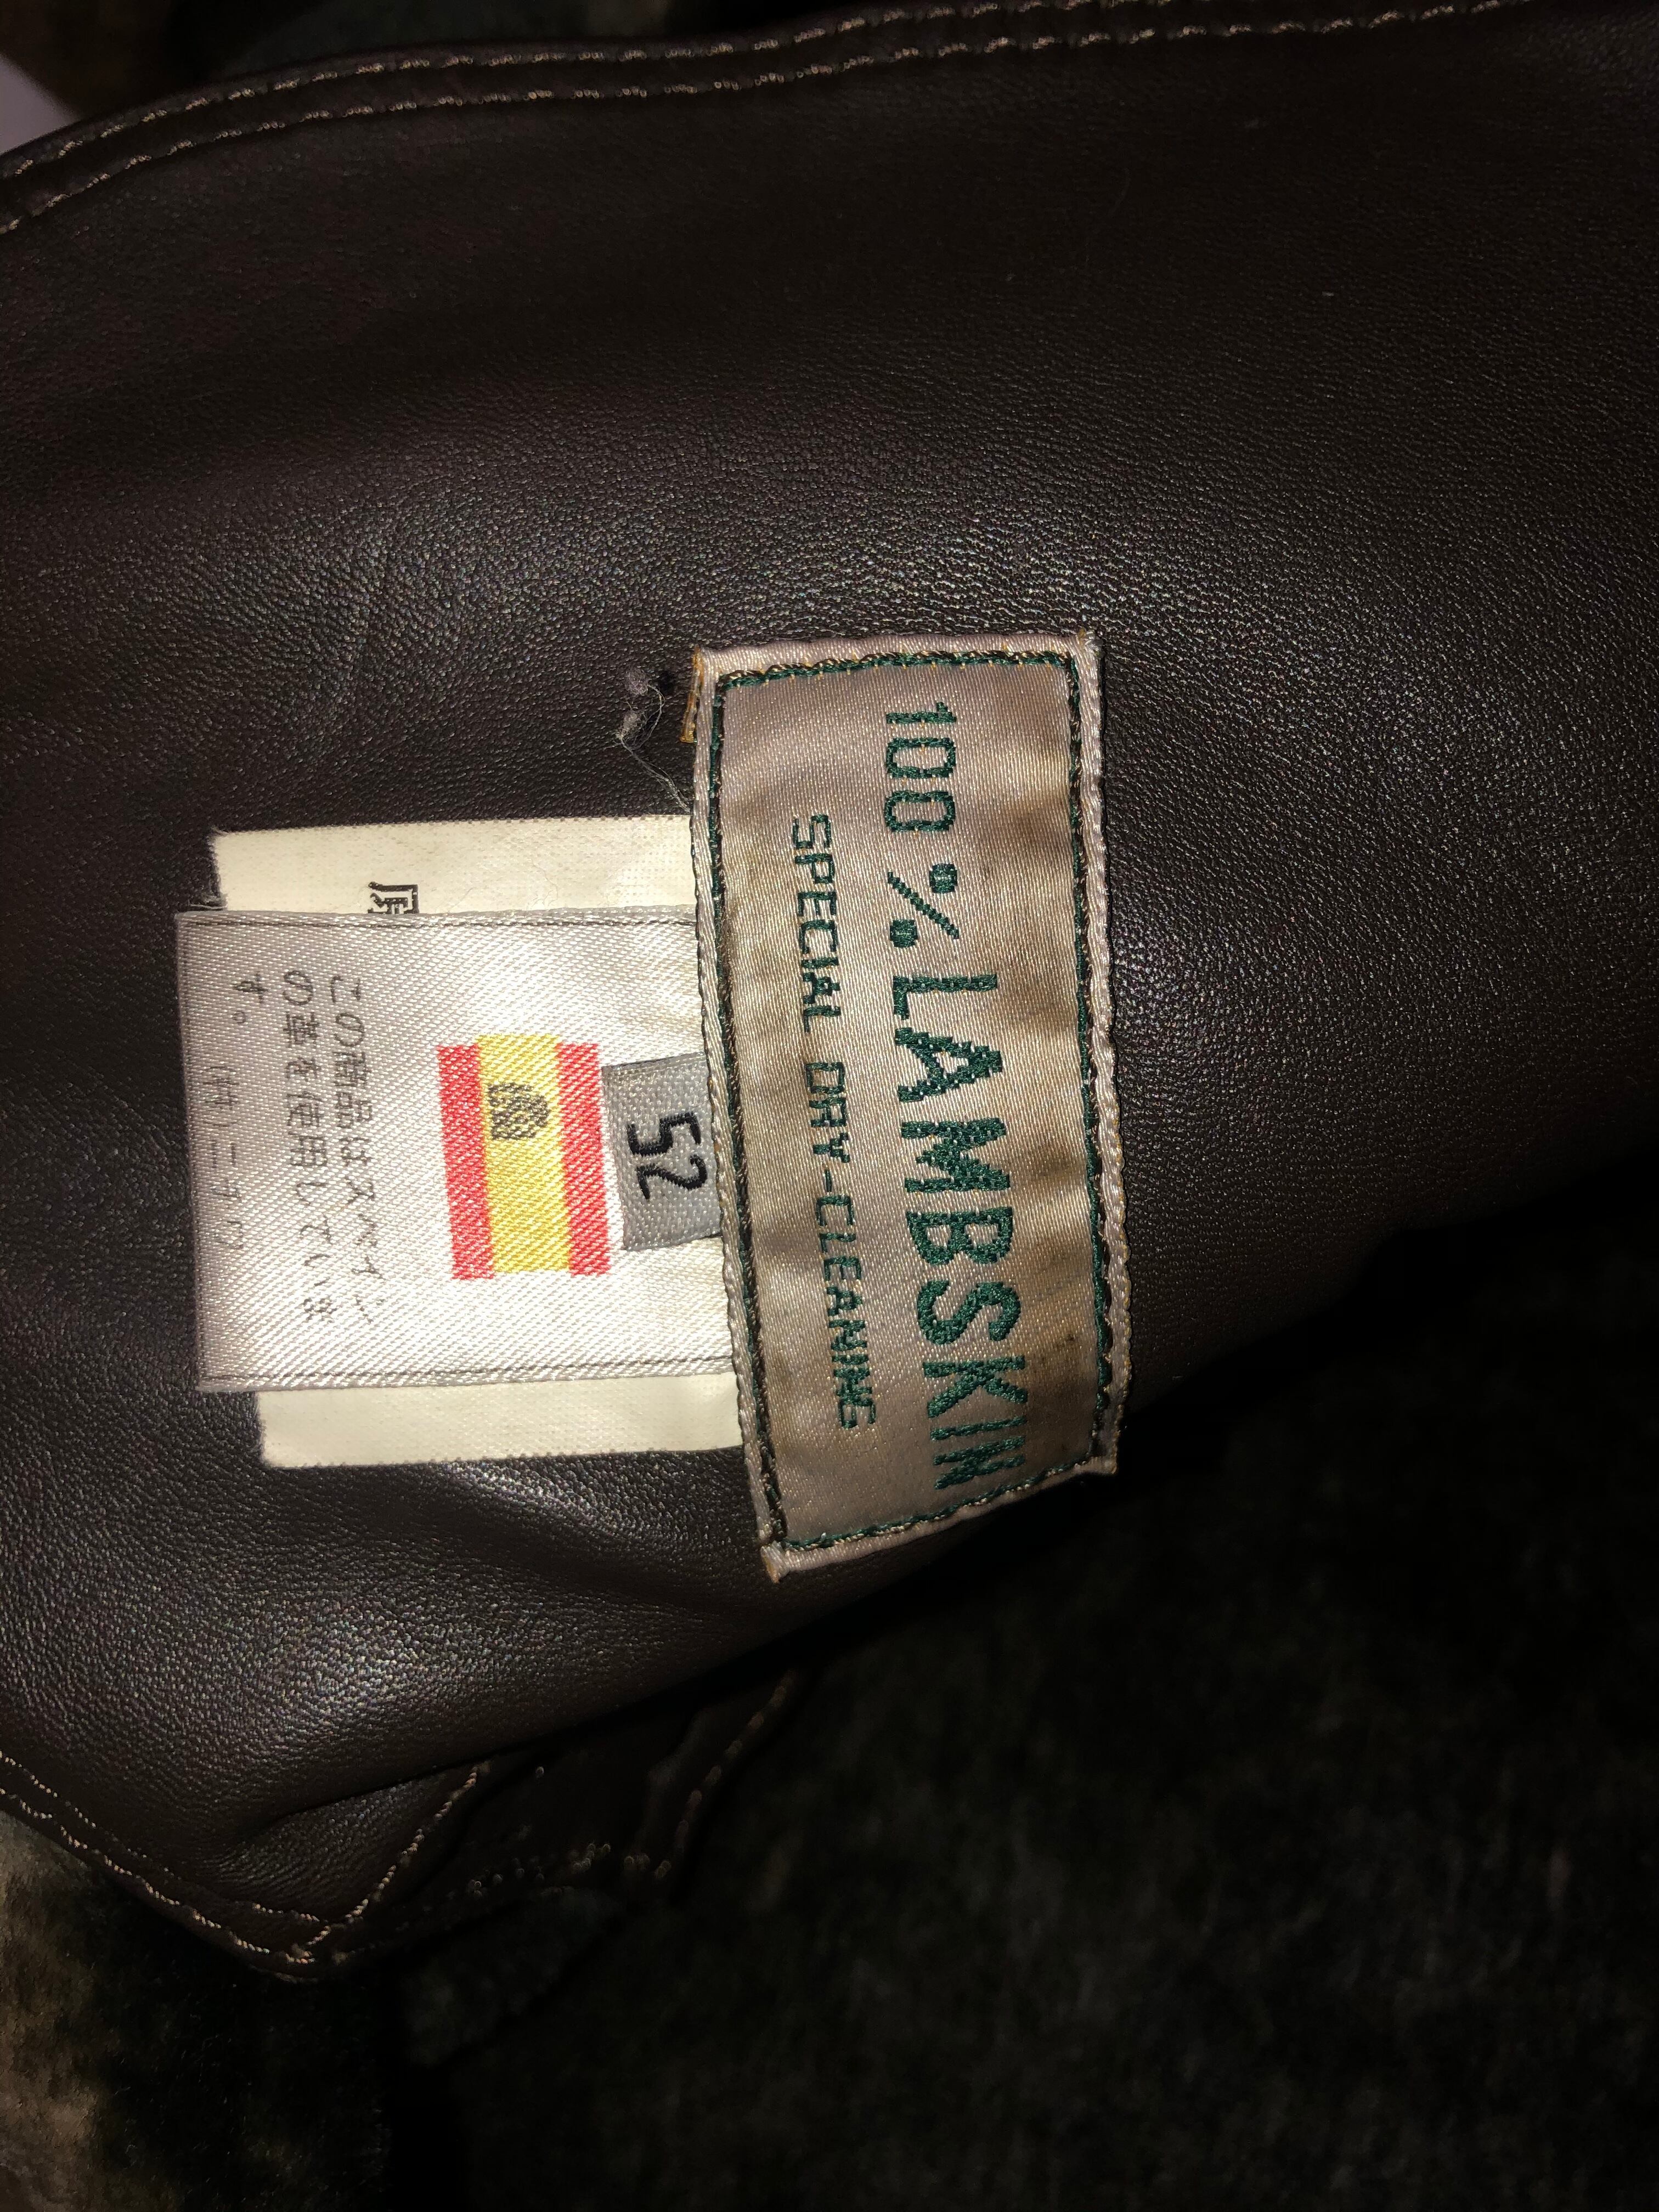 100% LAMBSKIN
SPECIAL DRY-CLEANING
52
この商品はスペイン
の革を使用していま
す。